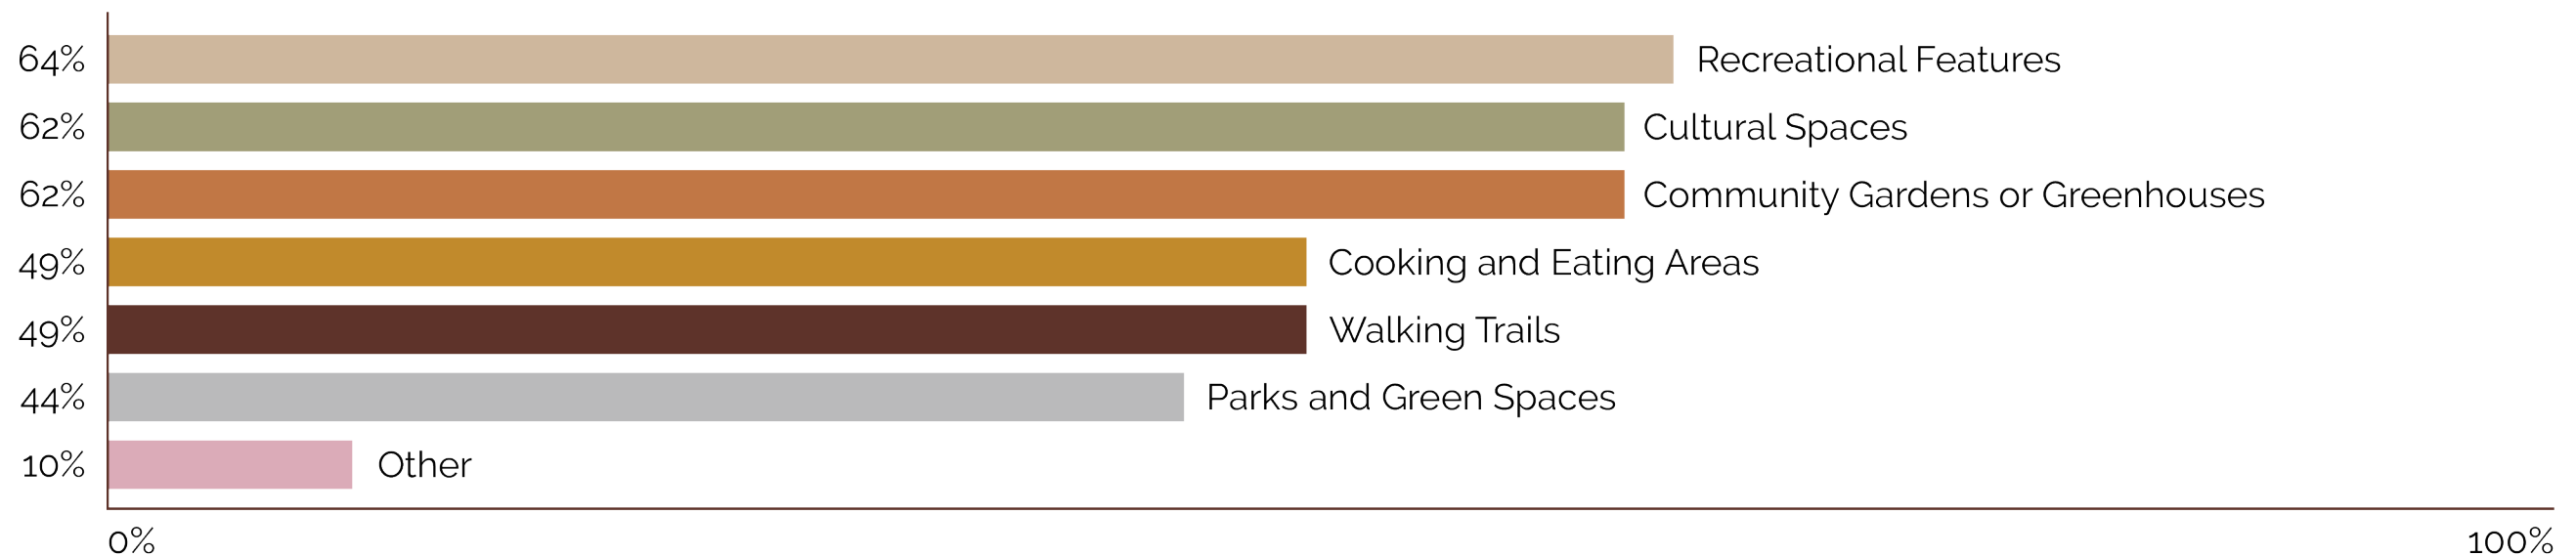 64% Recreational Features
62% Cultural Spaces
62% Community Gardens or Greenhouses
49% Cooking and Eating Areas
49% Walking Trails
44% Parks and Green Spaces
10% Other
0% 100%